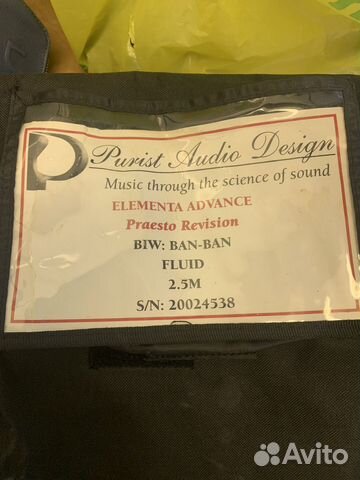 Purist Audio Design
Music through the science of sound
ELEMENTA ADVANCE
Praesto Revision
BIW: BAN-BAN
FLUID
2.5M
S/N: 20024538
Avito